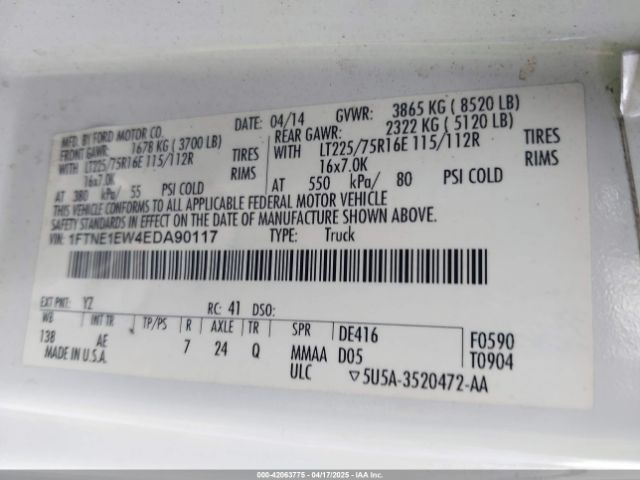 MFD. BY FORD MOTOR CO.
DATE: 04/14 GVWR: 3865 KG ( 8520 LB)
FRONT GAWR: 1678 KG ( 3700 LB)
REAR GAWR: 2322 KG ( 5120 LB)
WITH LT225/75R16E 115/112R TIRES
WITH LT225/75R16E 115/112R TIRES
16x7.0K RIMS
16x7.0K RIMS
AT 380 kPa/ 55 PSI COLD
AT 550 kPa/ 80 PSI COLD
THIS VEHICLE CONFORMS TO ALL APPLICABLE FEDERAL MOTOR VEHICLE
SAFETY STANDARDS IN EFFECT ON THE DATE OF MANUFACTURE SHOWN ABOVE.
VIN: 1FTNE1EW4EDA90117 TYPE: Truck
EXT PNT: YZ RC: 41 DSO:
WB INT TR TP/PS R AXLE TR SPR DE416 F0590
138 AE 7 24 Q MMAA D05 T0904
MADE IN U.S.A. ULC ▽5U5A-3520472-AA
000-42063775 - 04/17/2025 - IAAI.COM